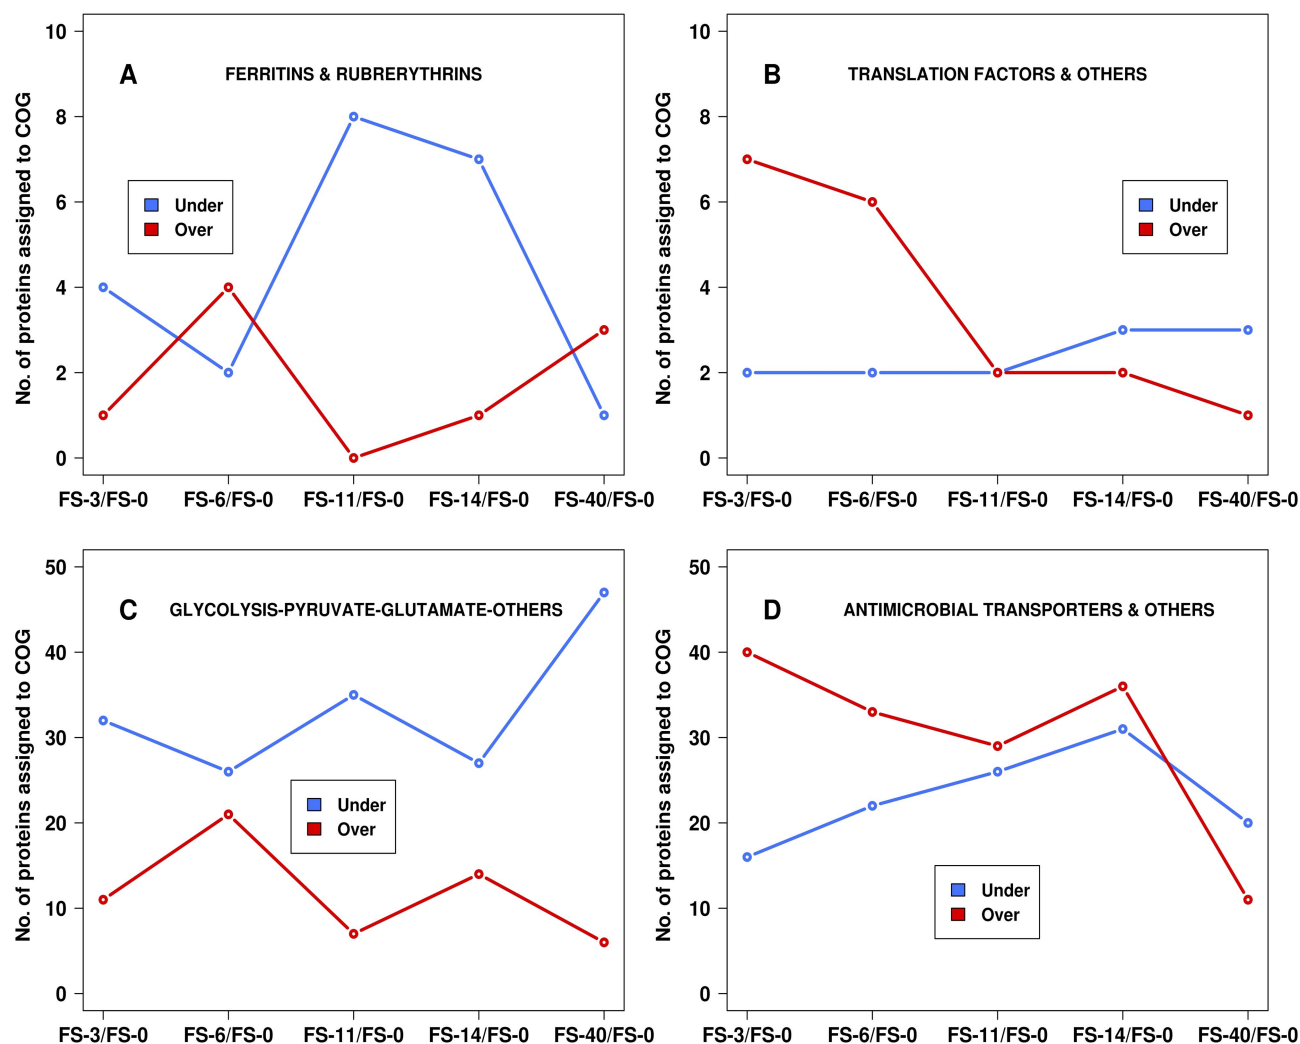 A
FERRITINS & RUBRERYTHRINS
No. of proteins assigned to COG
10
8
6
4
2
0
Under
Over
FS-3/FS-0 FS-6/FS-0 FS-11/FS-0 FS-14/FS-0 FS-40/FS-0
B
TRANSLATION FACTORS & OTHERS
No. of proteins assigned to COG
10
8
6
4
2
0
Under
Over
FS-3/FS-0 FS-6/FS-0 FS-11/FS-0 FS-14/FS-0 FS-40/FS-0
C
GLYCOLYSIS-PYRUVATE-GLUTAMATE-OTHERS
No. of proteins assigned to COG
50
40
30
20
10
0
Under
Over
FS-3/FS-0 FS-6/FS-0 FS-11/FS-0 FS-14/FS-0 FS-40/FS-0
D
ANTIMICROBIAL TRANSPORTERS & OTHERS
No. of proteins assigned to COG
50
40
30
20
10
0
Under
Over
FS-3/FS-0 FS-6/FS-0 FS-11/FS-0 FS-14/FS-0 FS-40/FS-0